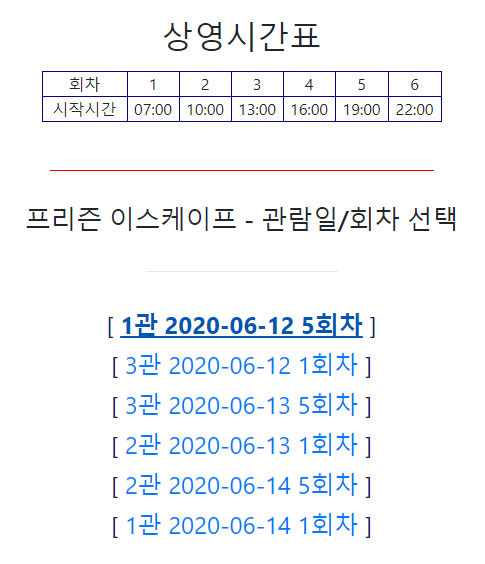 상영시간표
회차 1 2 3 4 5 6
시작시간 07:00 10:00 13:00 16:00 19:00 22:00
프리즌 이스케이프 - 관람일/회차 선택
[ 1관 2020-06-12 5회차 ]
[ 3관 2020-06-12 1회차 ]
[ 3관 2020-06-13 5회차 ]
[ 2관 2020-06-13 1회차 ]
[ 2관 2020-06-14 5회차 ]
[ 1관 2020-06-14 1회차 ]